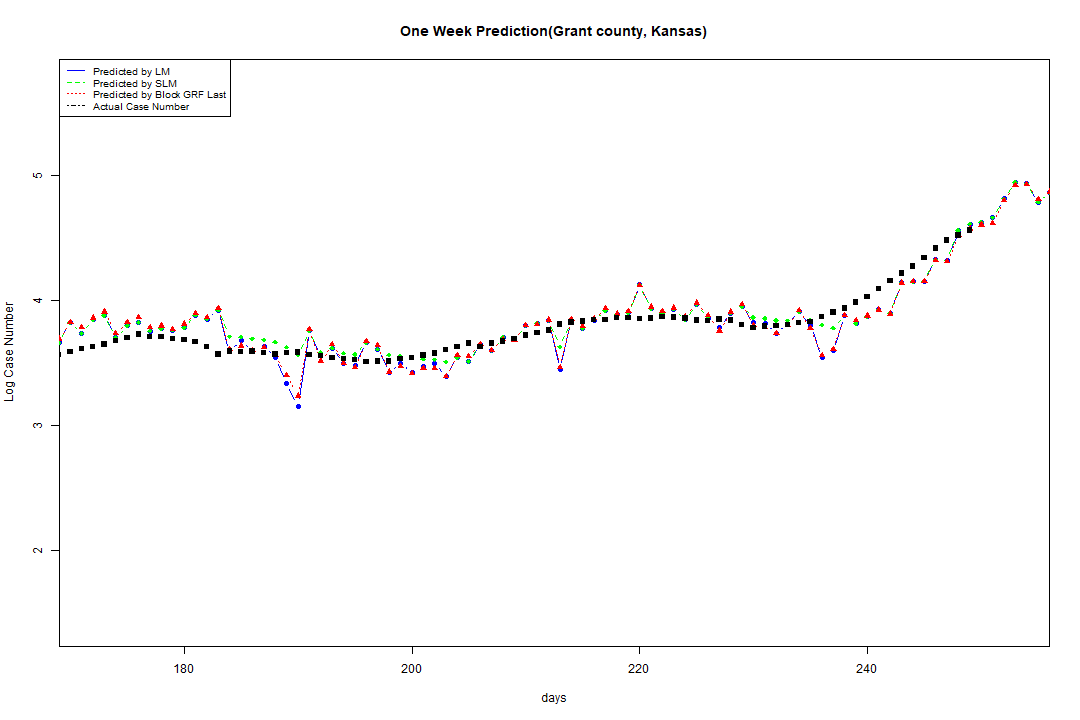 One Week Prediction(Grant county, Kansas)
Predicted by LM
Predicted by SLM
Predicted by Block GRF Last
Actual Case Number
5
4
3
2
Log Case Number
180 200 220 240
days